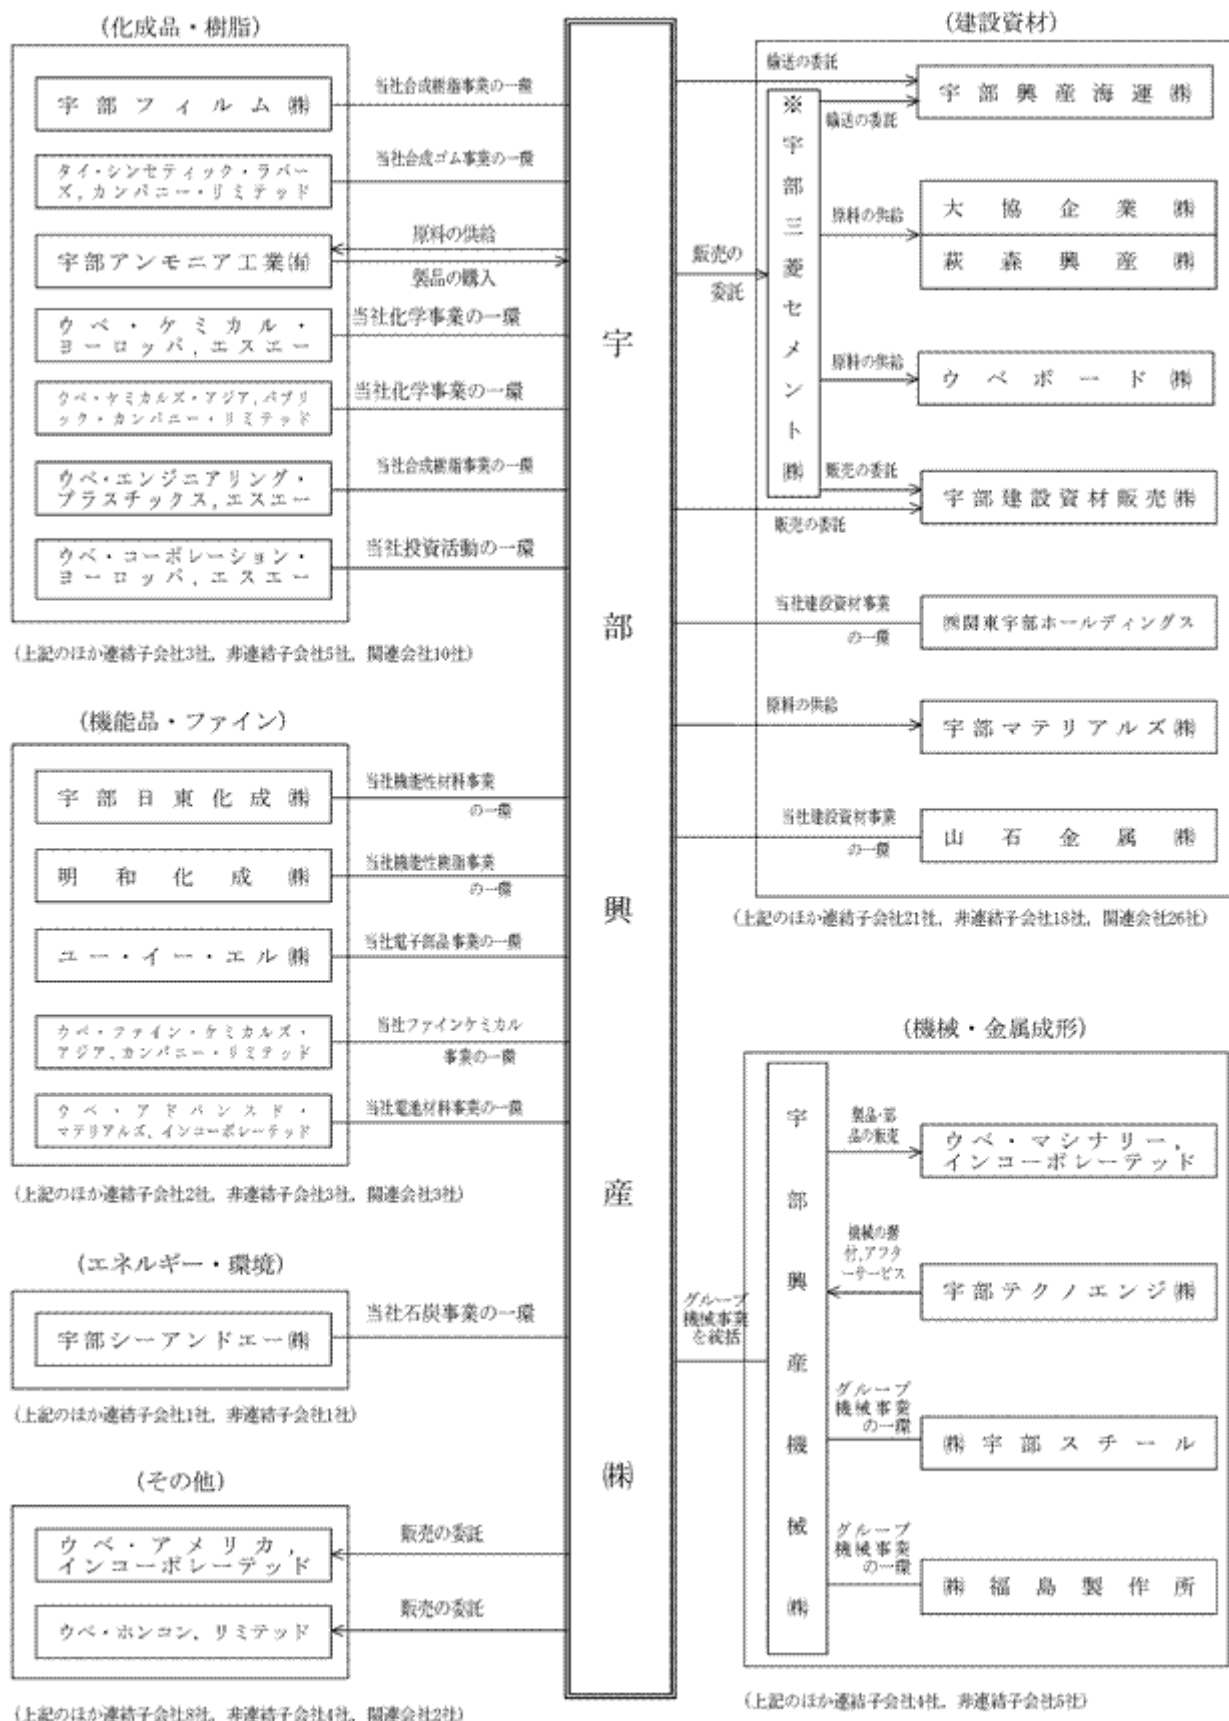 (化成品・樹脂)
宇部フィルム㈱
当社合成樹脂事業の一環
タイ・シンセティック・ラバー
ズ,カンパニー・リミテッド
当社合成ゴム事業の一環
宇部アンモニア工業㈲
原料の供給
製品の購入
ウベ・ケミカル・
ヨーロッパ,エスエー
当社化学事業の一環
ウベ・ケミカルズ・アジア,パブリ
ック・カンパニー・リミテッド
当社化学事業の一環
ウベ・エンジニアリング・
プラスチックス,エスエー
当社合成樹脂事業の一環
ウベ・コーポレーション・
ヨーロッパ,エスエー
当社投資活動の一環
(上記のほか連結子会社3社, 非連結子会社5社, 関連会社10社)
(機能品・ファイン)
宇部日東化成㈱
当社機能性材料事業
の一環
明和化成㈱
当社機能性樹脂事業
の一環
ユー・イー・エル㈱
当社電子部品事業の一環
ウベ・ファイン・ケミカルズ・
アジア,カンパニー・リミテッド
当社ファインケミカル
事業の一環
ウベ・アドバンスド・
マテリアルズ,インコーポレーテッド
当社電池材料事業の一環
(上記のほか連結子会社2社, 非連結子会社3社, 関連会社3社)
(エネルギー・環境)
宇部シーアンドエー㈱
当社石炭事業の一環
(上記のほか連結子会社1社, 非連結子会社1社)
(その他)
ウベ・アメリカ,
インコーポレーテッド
販売の委託
ウベ・ホンコン, リミテッド
販売の委託
(上記のほか連結子会社8社, 非連結子会社4社, 関連会社2社)
宇部興産㈱
(建設資材)
輸送の委託
宇部興産海運㈱
輸送の委託
※宇部三菱セメント㈱
販売の
委託
原料の供給
大協企業㈱
萩森興産㈱
原料の供給
ウベボード㈱
販売の委託
宇部建設資材販売㈱
販売の委託
当社建設資材事業
の一環
㈱関東宇部ホールディングス
原料の供給
宇部マテリアルズ㈱
当社建設資材事業
の一環
山石金属㈱
(上記のほか連結子会社21社, 非連結子会社18社, 関連会社26社)
(機械・金属成形)
グループ
機械事業
を統括
宇部興産機械㈱
製品・部
品の販売
ウベ・マシナリー,
インコーポレーテッド
機械の据
付,アフタ
ーサービス
宇部テクノエンジ㈱
グループ
機械事業
の一環
㈱宇部スチール
グループ
機械事業
の一環
㈱福島製作所
(上記のほか連結子会社4社, 非連結子会社5社)